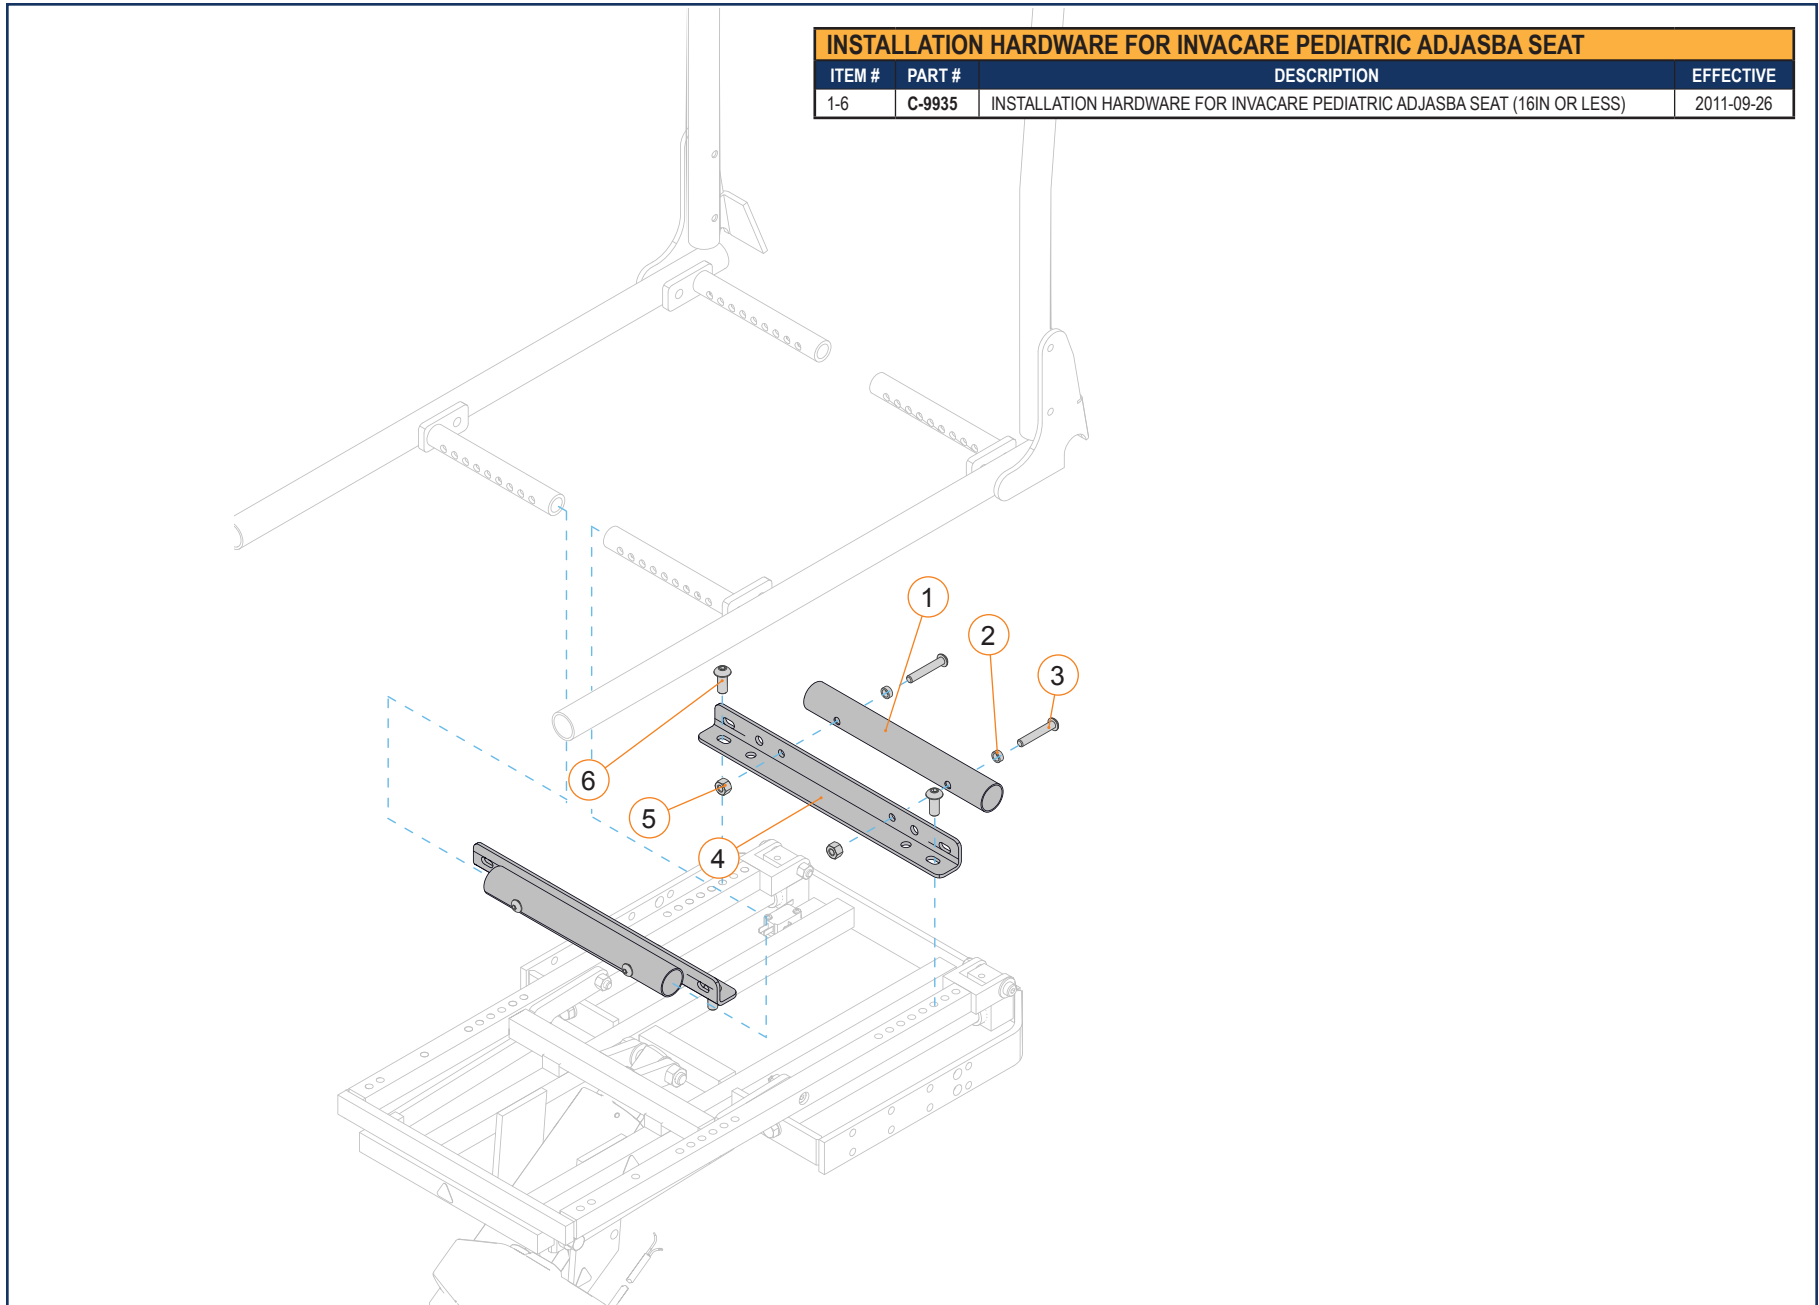 INSTALLATION HARDWARE FOR INVACARE PEDIATRIC ADJASBA SEAT
ITEM # PART # DESCRIPTION EFFECTIVE
1-6 C-9935 INSTALLATION HARDWARE FOR INVACARE PEDIATRIC ADJASBA SEAT (16IN OR LESS) 2011-09-26
1
2
3
6
5
4